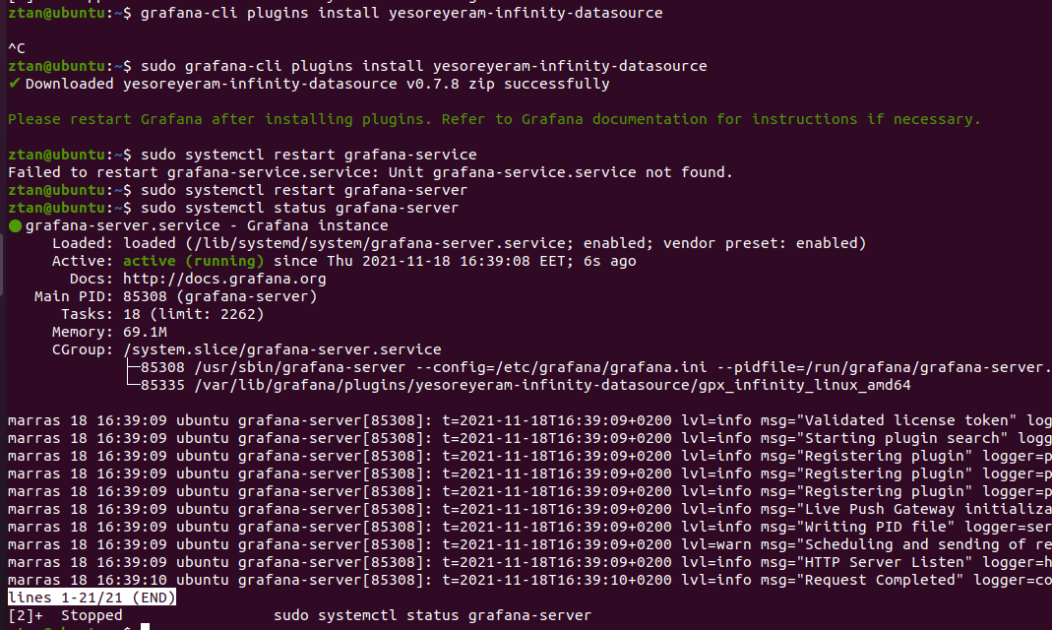 ztan@ubuntu:~$ grafana-cli plugins install yesoreyeram-infinity-datasource
^C
ztan@ubuntu:~$ sudo grafana-cli plugins install yesoreyeram-infinity-datasource
✔ Downloaded yesoreyeram-infinity-datasource v0.7.8 zip successfully
Please restart Grafana after installing plugins. Refer to Grafana documentation for instructions if necessary.
ztan@ubuntu:~$ sudo systemctl restart grafana-service
Failed to restart grafana-service.service: Unit grafana-service.service not found.
ztan@ubuntu:~$ sudo systemctl restart grafana-server
ztan@ubuntu:~$ sudo systemctl status grafana-server
● grafana-server.service - Grafana instance
Loaded: loaded (/lib/systemd/system/grafana-server.service; enabled; vendor preset: enabled)
Active: active (running) since Thu 2021-11-18 16:39:08 EET; 6s ago
Docs: http://docs.grafana.org
Main PID: 85308 (grafana-server)
Tasks: 18 (limit: 2262)
Memory: 69.1M
CGroup: /system.slice/grafana-server.service
├─85308 /usr/sbin/grafana-server --config=/etc/grafana/grafana.ini --pidfile=/run/grafana/grafana-server.
└─85335 /var/lib/grafana/plugins/yesoreyeram-infinity-datasource/gpx_infinity_linux_amd64
marras 18 16:39:09 ubuntu grafana-server[85308]: t=2021-11-18T16:39:09+0200 lvl=info msg="Validated license token" log
marras 18 16:39:09 ubuntu grafana-server[85308]: t=2021-11-18T16:39:09+0200 lvl=info msg="Starting plugin search" logg
marras 18 16:39:09 ubuntu grafana-server[85308]: t=2021-11-18T16:39:09+0200 lvl=info msg="Registering plugin" logger=p
marras 18 16:39:09 ubuntu grafana-server[85308]: t=2021-11-18T16:39:09+0200 lvl=info msg="Registering plugin" logger=p
marras 18 16:39:09 ubuntu grafana-server[85308]: t=2021-11-18T16:39:09+0200 lvl=info msg="Registering plugin" logger=p
marras 18 16:39:09 ubuntu grafana-server[85308]: t=2021-11-18T16:39:09+0200 lvl=info msg="Live Push Gateway initializa
marras 18 16:39:09 ubuntu grafana-server[85308]: t=2021-11-18T16:39:09+0200 lvl=info msg="Writing PID file" logger=ser
marras 18 16:39:09 ubuntu grafana-server[85308]: t=2021-11-18T16:39:09+0200 lvl=warn msg="Scheduling and sending of re
marras 18 16:39:09 ubuntu grafana-server[85308]: t=2021-11-18T16:39:09+0200 lvl=info msg="HTTP Server Listen" logger=h
marras 18 16:39:10 ubuntu grafana-server[85308]: t=2021-11-18T16:39:10+0200 lvl=info msg="Request Completed" logger=co
lines 1-21/21 (END)
[2]+ Stopped sudo systemctl status grafana-server